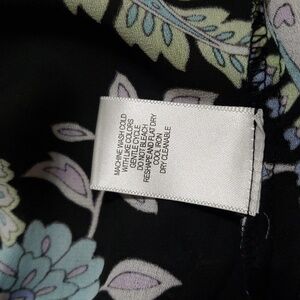 MACHINE WASH COLD
WITH LIKE COLORS
GENTLE CYCLE
DO NOT BLEACH
RESHAPE AND FLAT DRY
COOL IRON
DRY CLEANABLE